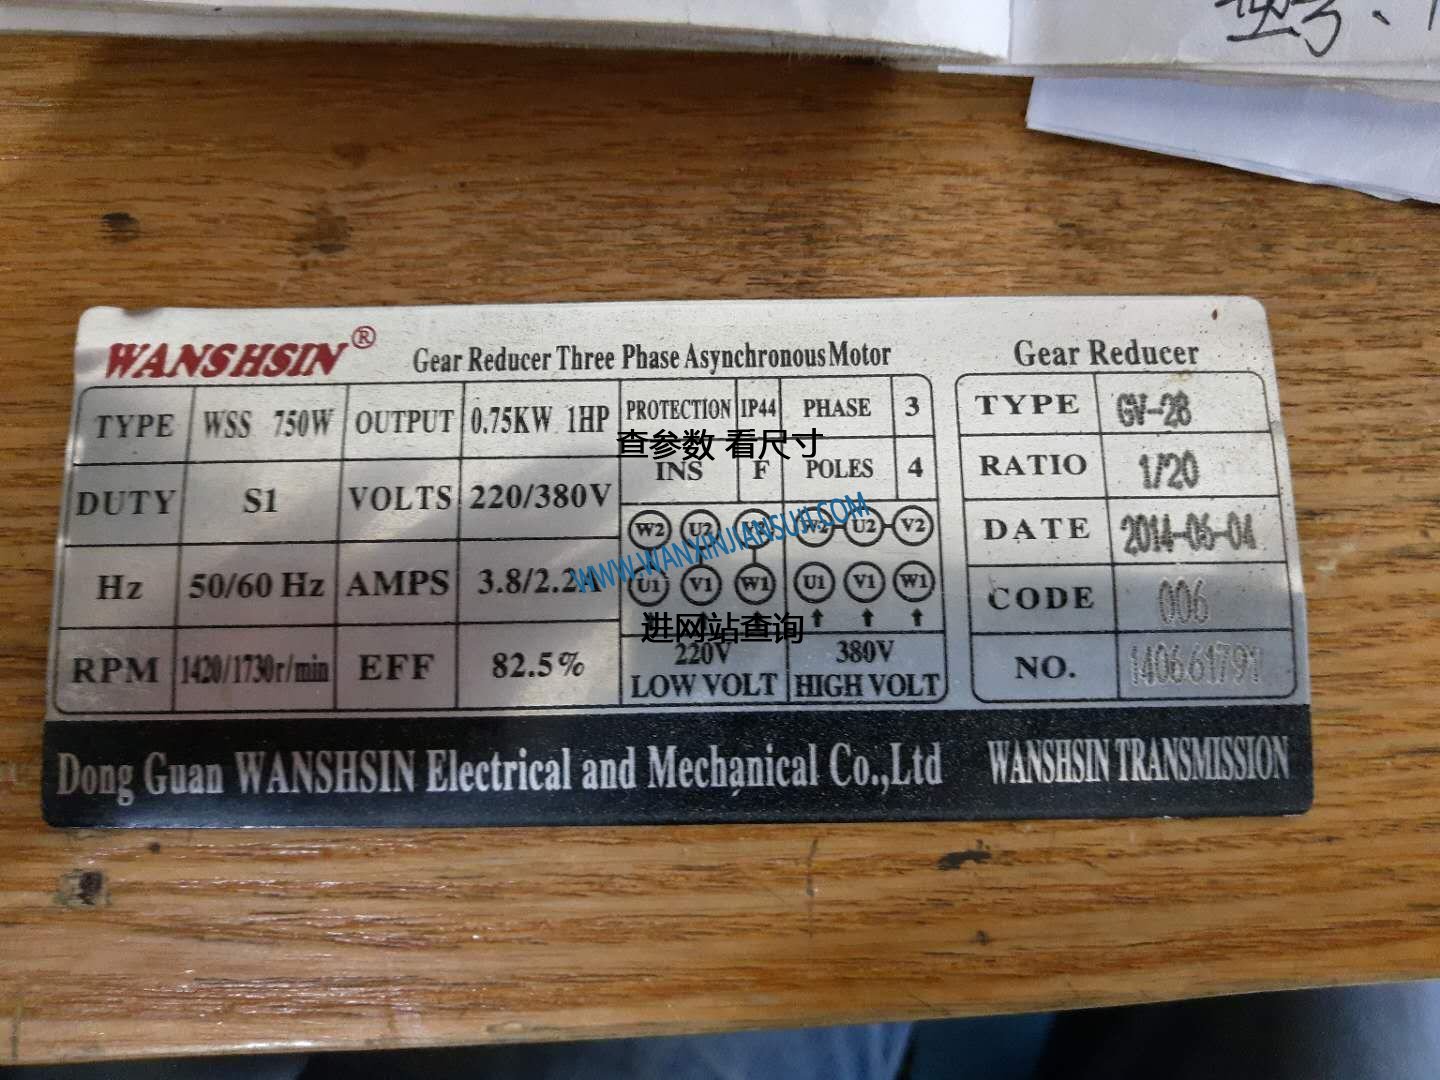 型号、
WANSHSIN®
Gear Reducer Three Phase Asynchronous Motor
TYPE WSS 750W OUTPUT 0.75KW 1HP PROTECTION IP44 PHASE 3
查参数 看尺寸
INS F POLES 4
DUTY S1 VOLTS 220/380V
W2 U2 W2 U2 V2
WWW.WANXINJIANSUJI.COM
Hz 50/60 Hz AMPS 3.8/2.2A U1 V1 W1 U1 V1 W1
进网站查询
RPM 1420/1730r/min EFF 82.5% 220V 380V
LOW VOLT HIGH VOLT
Gear Reducer
TYPE GV-28
RATIO 1/20
DATE 2014-06-04
CODE 006
NO. 140661791
Dong Guan WANSHSIN Electrical and Mechanical Co.,Ltd WANSHSIN TRANSMISSION